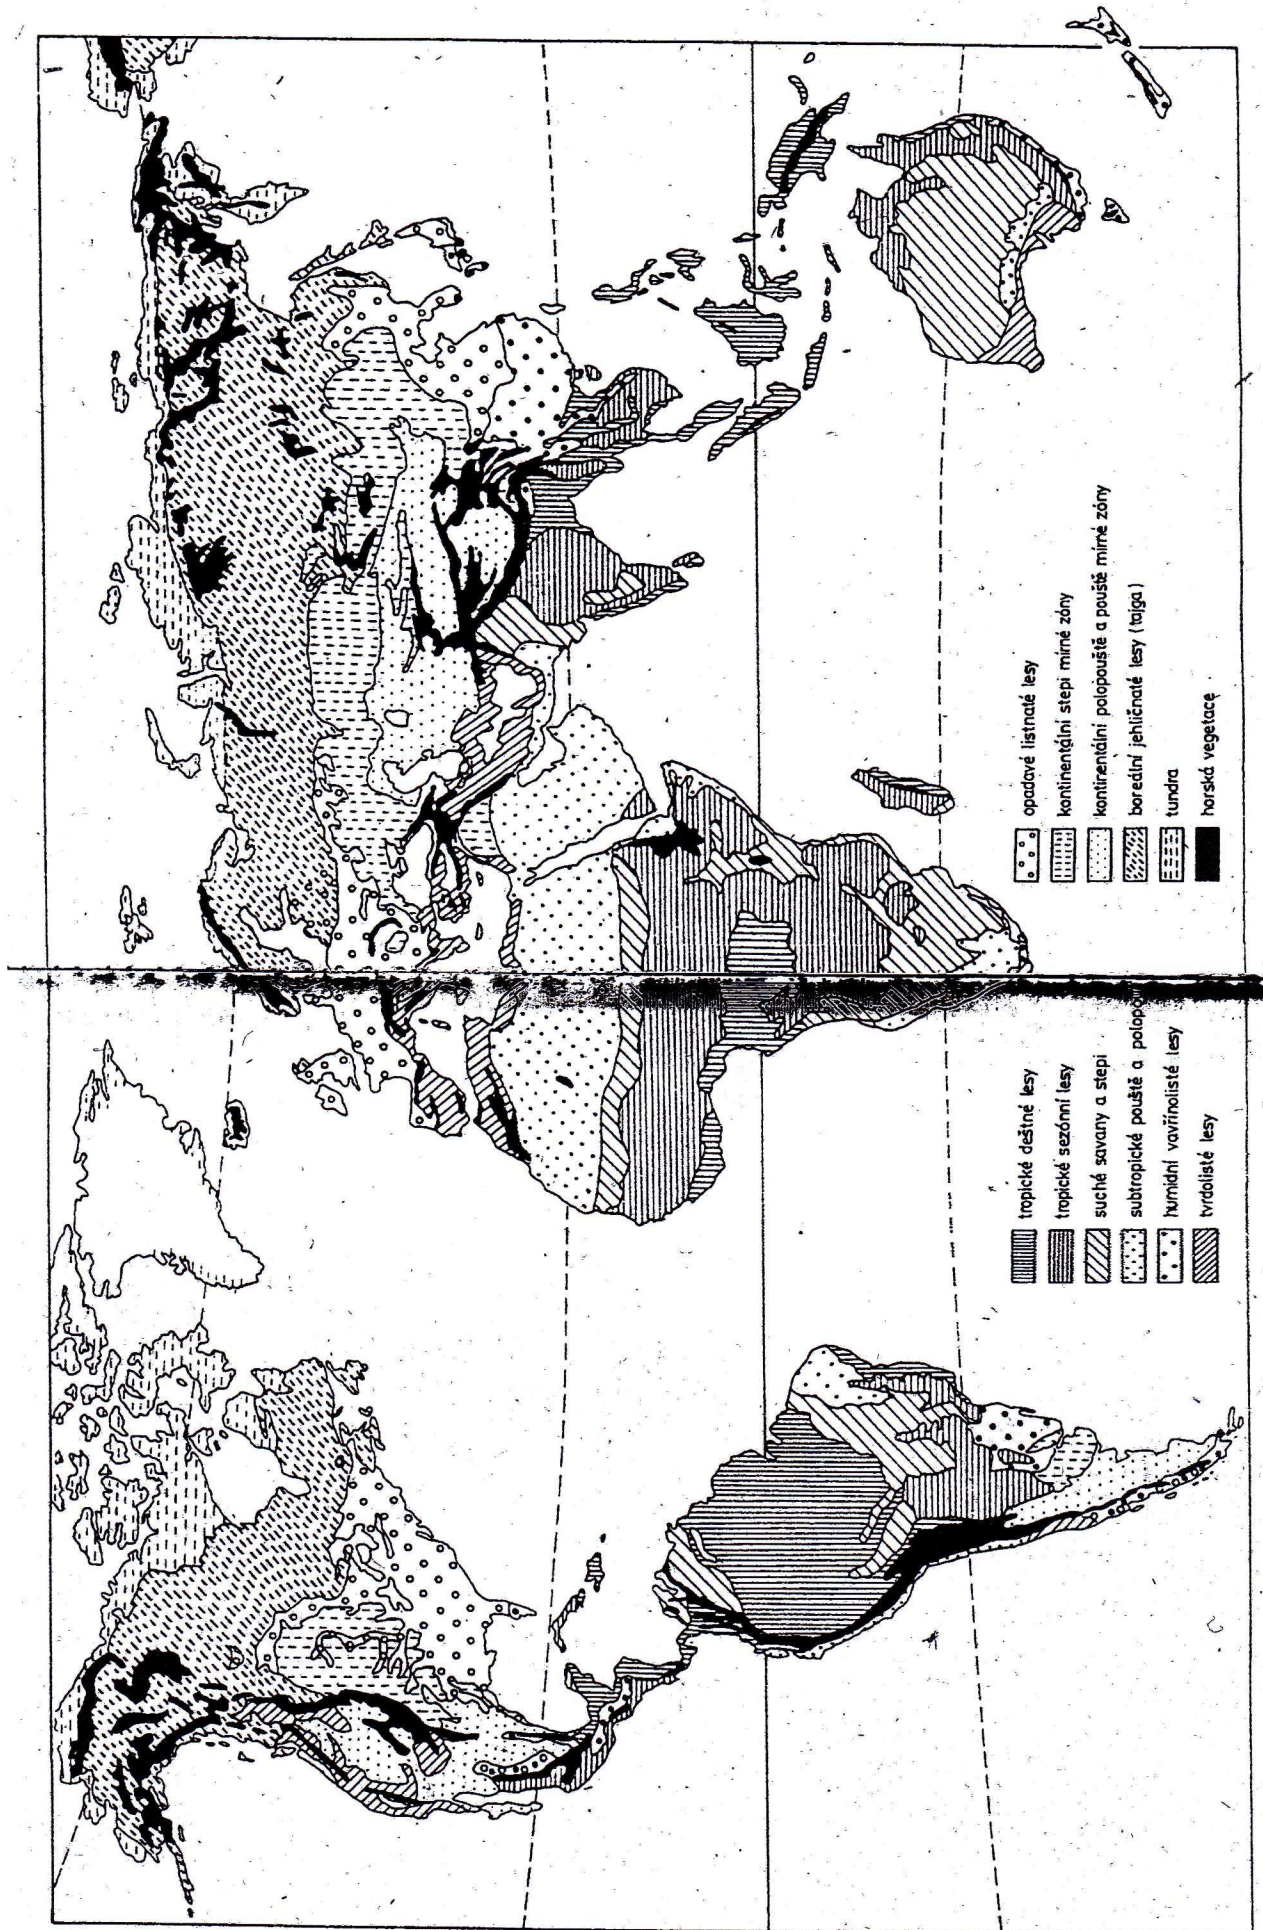 tropické deštné lesy
tropické sezónní lesy
suché savany a stepi
subtropické pouště a polopou
humidní vavřínolisté lesy
tvrdolisté lesy
opadavé listnaté lesy
kontinentální stepi mírné zóny
kontinentální polopouště a pouště mírné zóny
boreální jehličnaté lesy (tajga)
tundra
horská vegetace